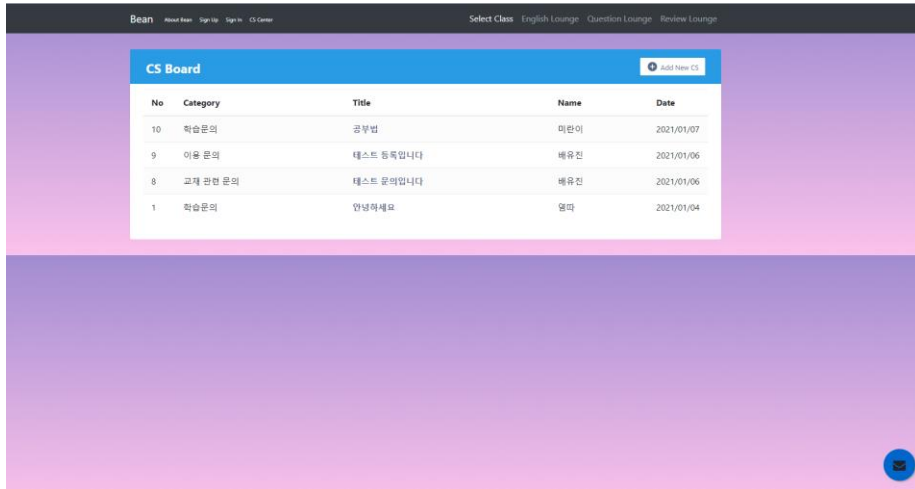 Bean About Bean Sign Up Sign In CS Center Select Class English Lounge Question Lounge Review Lounge
CS Board Add New CS
No Category Title Name Date
10 학습문의 공부법 미란이 2021/01/07
9 이용 문의 테스트 등록입니다 배유진 2021/01/06
8 교재 관련 문의 테스트 문의입니다 배유진 2021/01/06
1 학습문의 안녕하세요 염따 2021/01/04